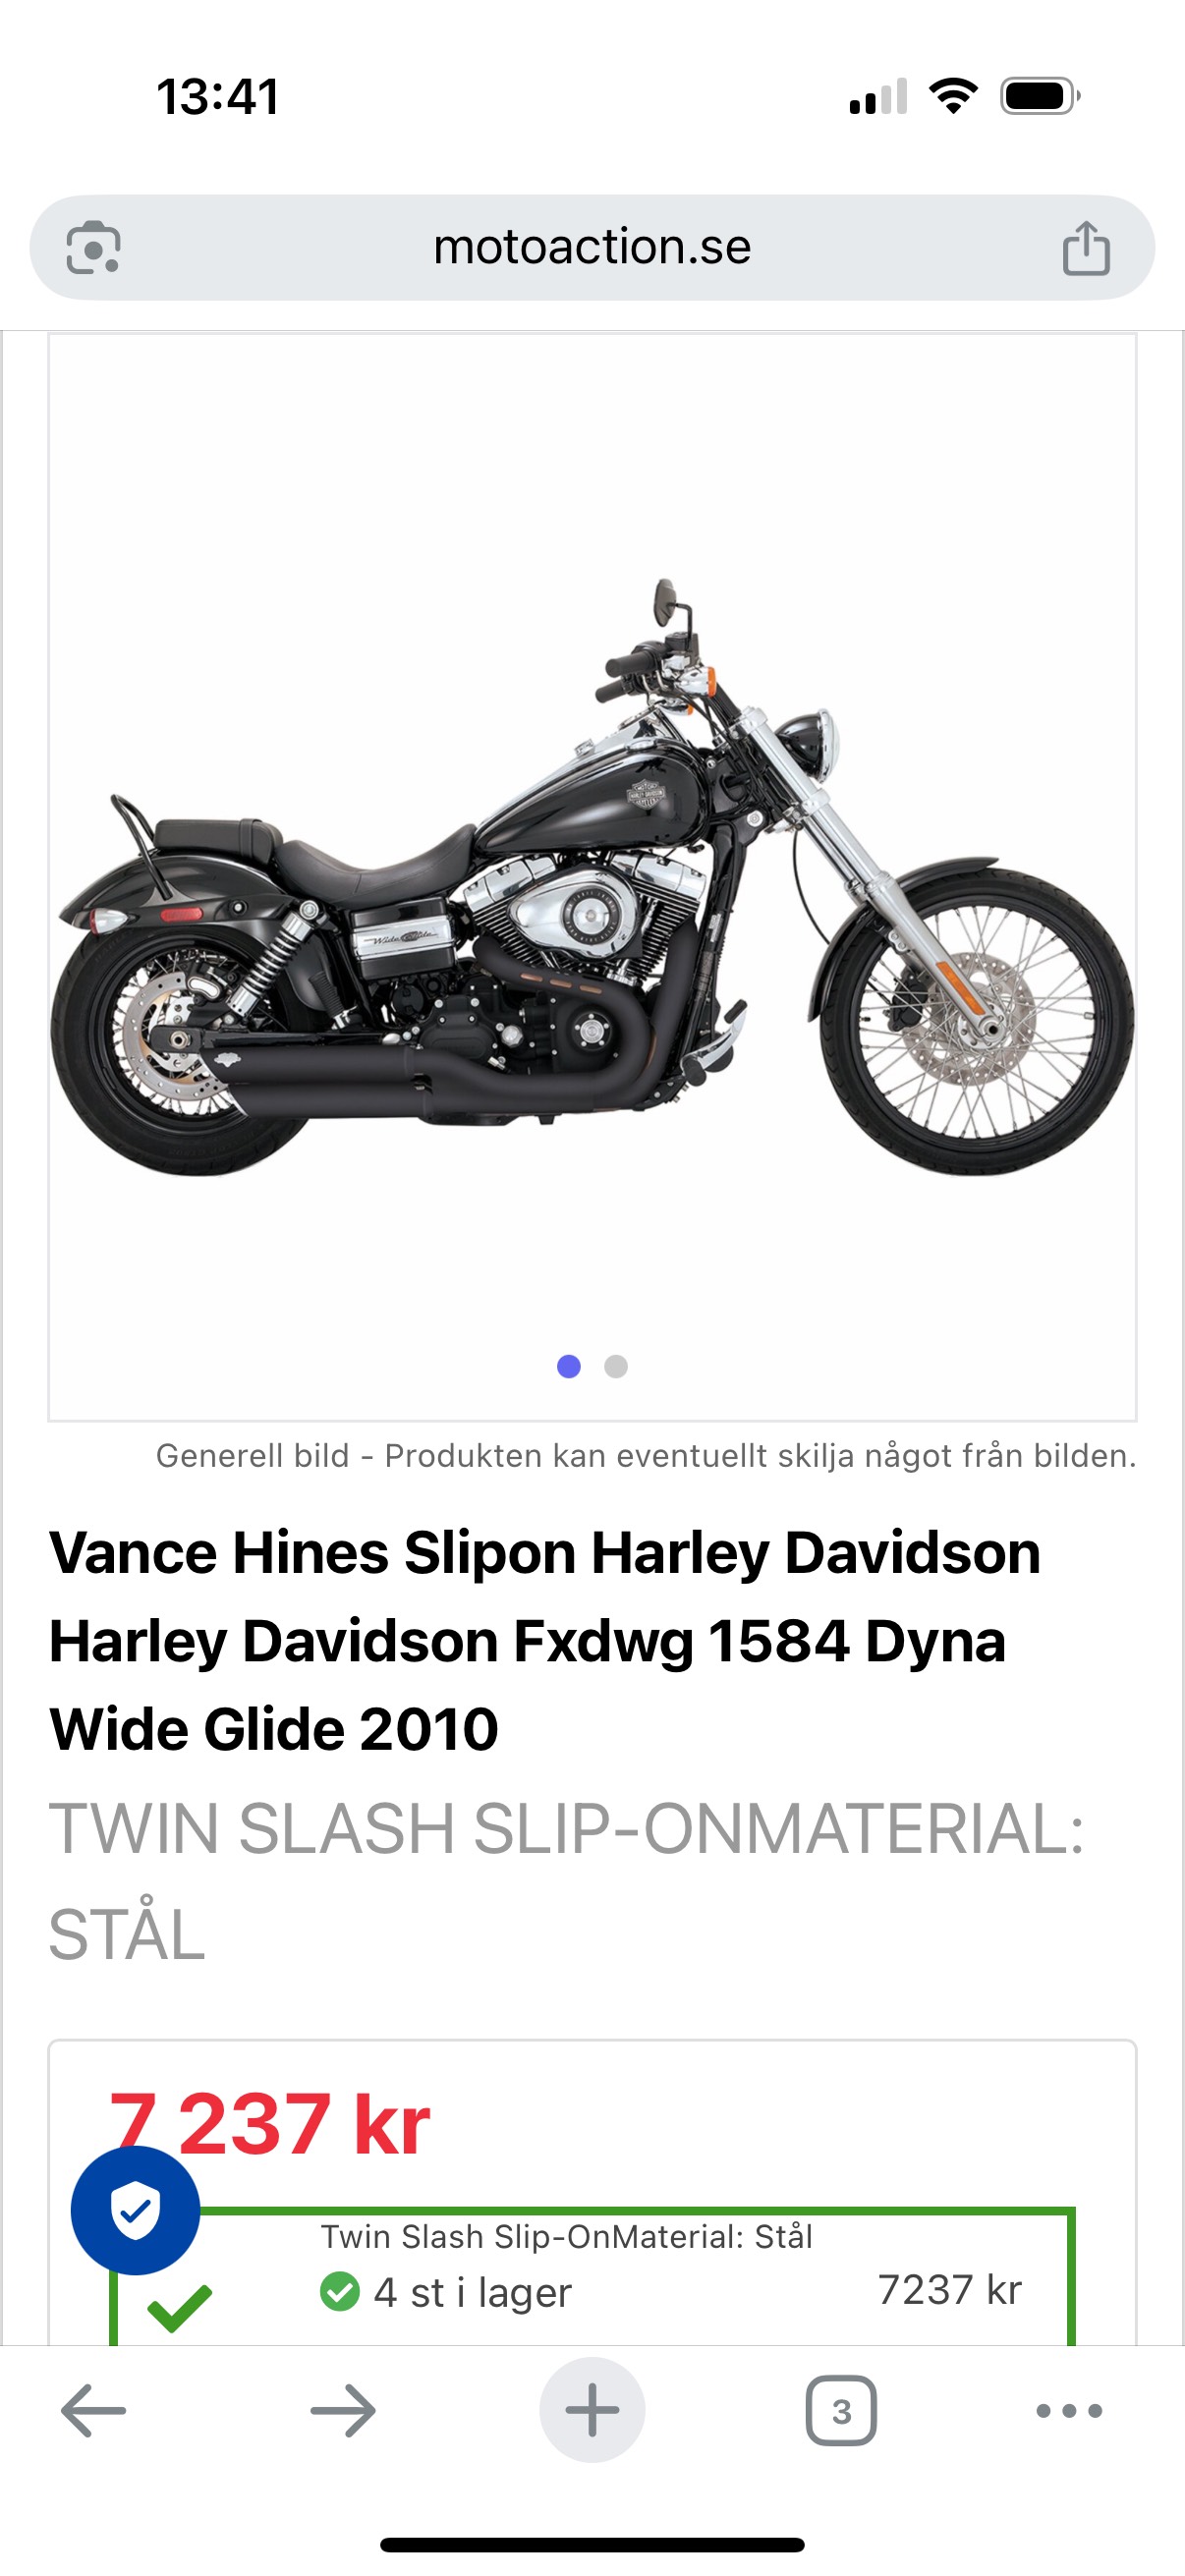 13:41
motoaction.se
Generell bild - Produkten kan eventuellt skilja något från bilden.
Vance Hines Slipon Harley Davidson
Harley Davidson Fxdwg 1584 Dyna
Wide Glide 2010
TWIN SLASH SLIP-ONMATERIAL:
STÅL
7 237 kr
Twin Slash Slip-OnMaterial: Stål
4 st i lager
7237 kr
3